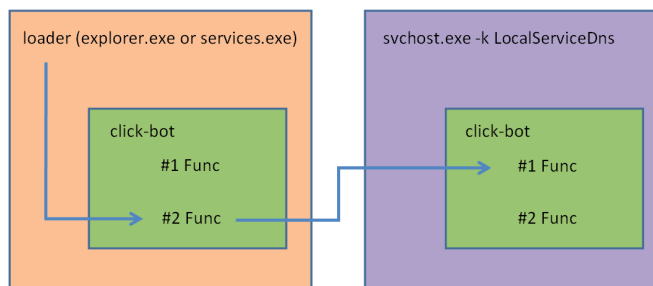 loader (explorer.exe or services.exe)
click-bot
#1 Func
#2 Func
svchost.exe -k LocalServiceDns
click-bot
#1 Func
#2 Func